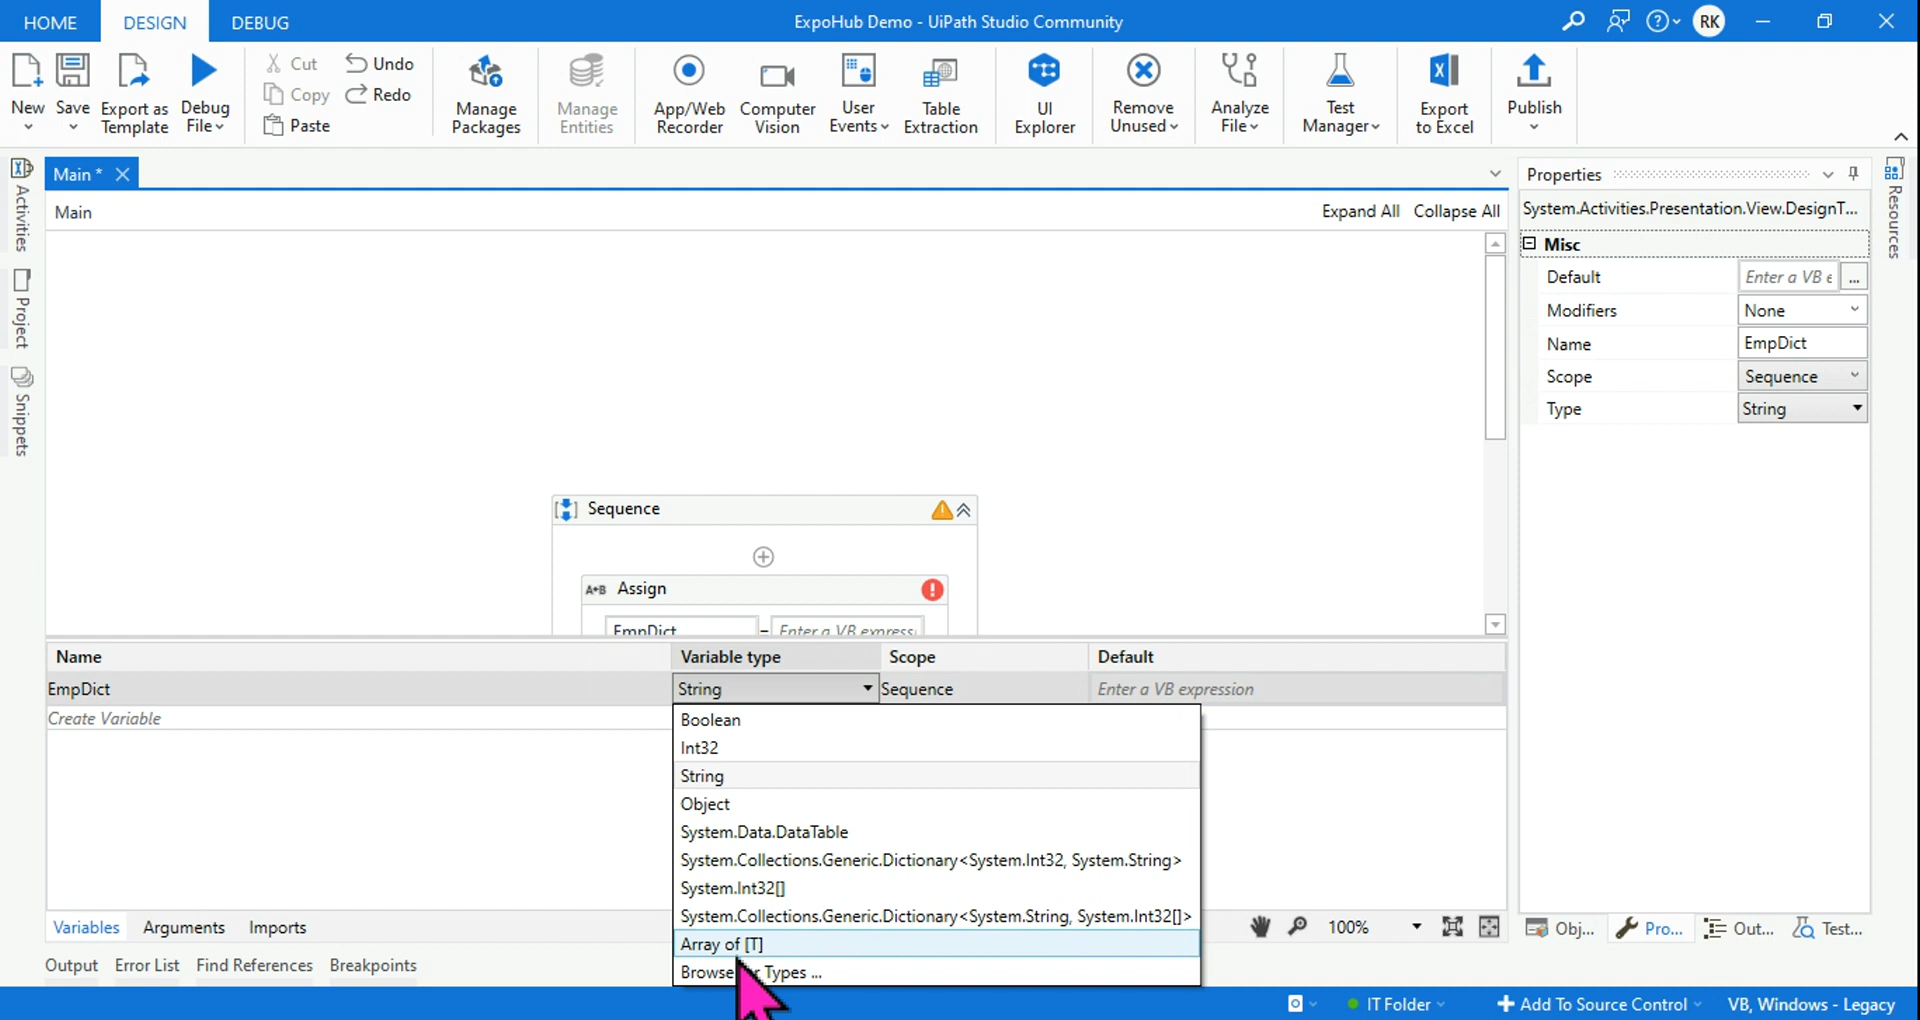 HOME DESIGN DEBUG ExpoHub Demo - UiPath Studio Community RK
New Save Export as Template Debug File Cut Copy Paste Undo Redo Manage Packages Manage Entities App/Web Recorder Computer Vision User Events Table Extraction UI Explorer Remove Unused Analyze File Test Manager Export to Excel Publish
Main *
Main Expand All Collapse All
Activities
Project
Snippets
Sequence
Assign
EmpDict = Enter a VB express
Properties
System.Activities.Presentation.View.DesignT...
Misc
Default Enter a VB e ...
Modifiers None
Name EmpDict
Scope Sequence
Type String
Resources
Name Variable type Scope Default
EmpDict String Sequence Enter a VB expression
Create Variable
Boolean
Int32
String
Object
System.Data.DataTable
System.Collections.Generic.Dictionary<System.Int32, System.String>
System.Int32[]
System.Collections.Generic.Dictionary<System.String, System.Int32[]>
Array of [T]
Browse Types ...
Variables Arguments Imports 100% Obj... Pro... Out... Test...
Output Error List Find References Breakpoints
IT Folder Add To Source Control VB, Windows - Legacy